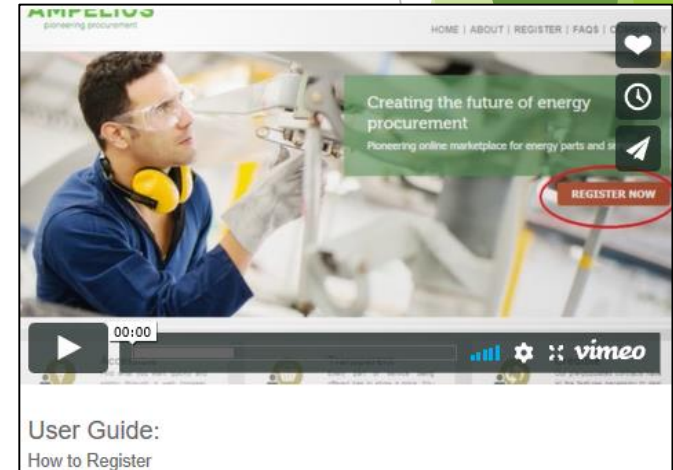 AMPELIUS
pioneering procurement
HOME | ABOUT | REGISTER | FAQS |
Creating the future of energy
procurement
Pioneering online marketplace for energy parts and
REGISTER NOW
00:00
vimeo
User Guide:
How to Register